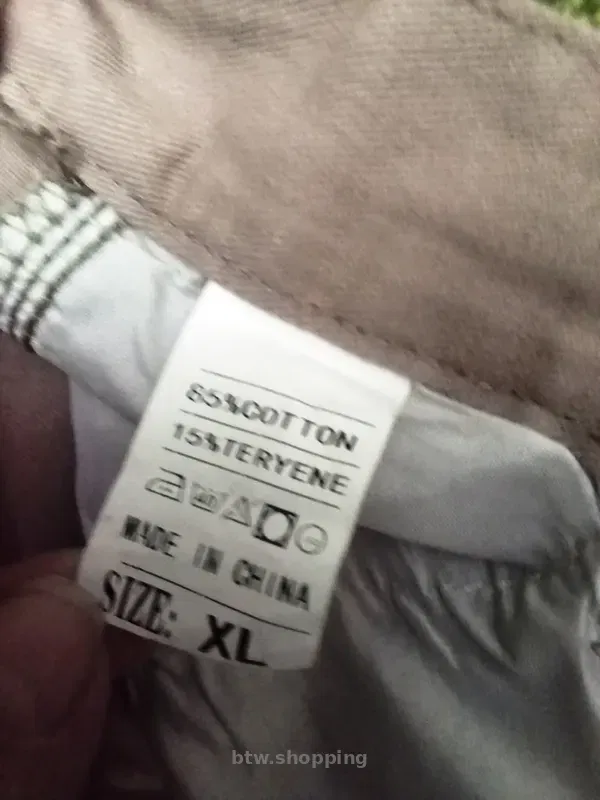 85%COTTON
15%TERYENE
MADE IN CHINA
SIZE: XL
btw.shopping